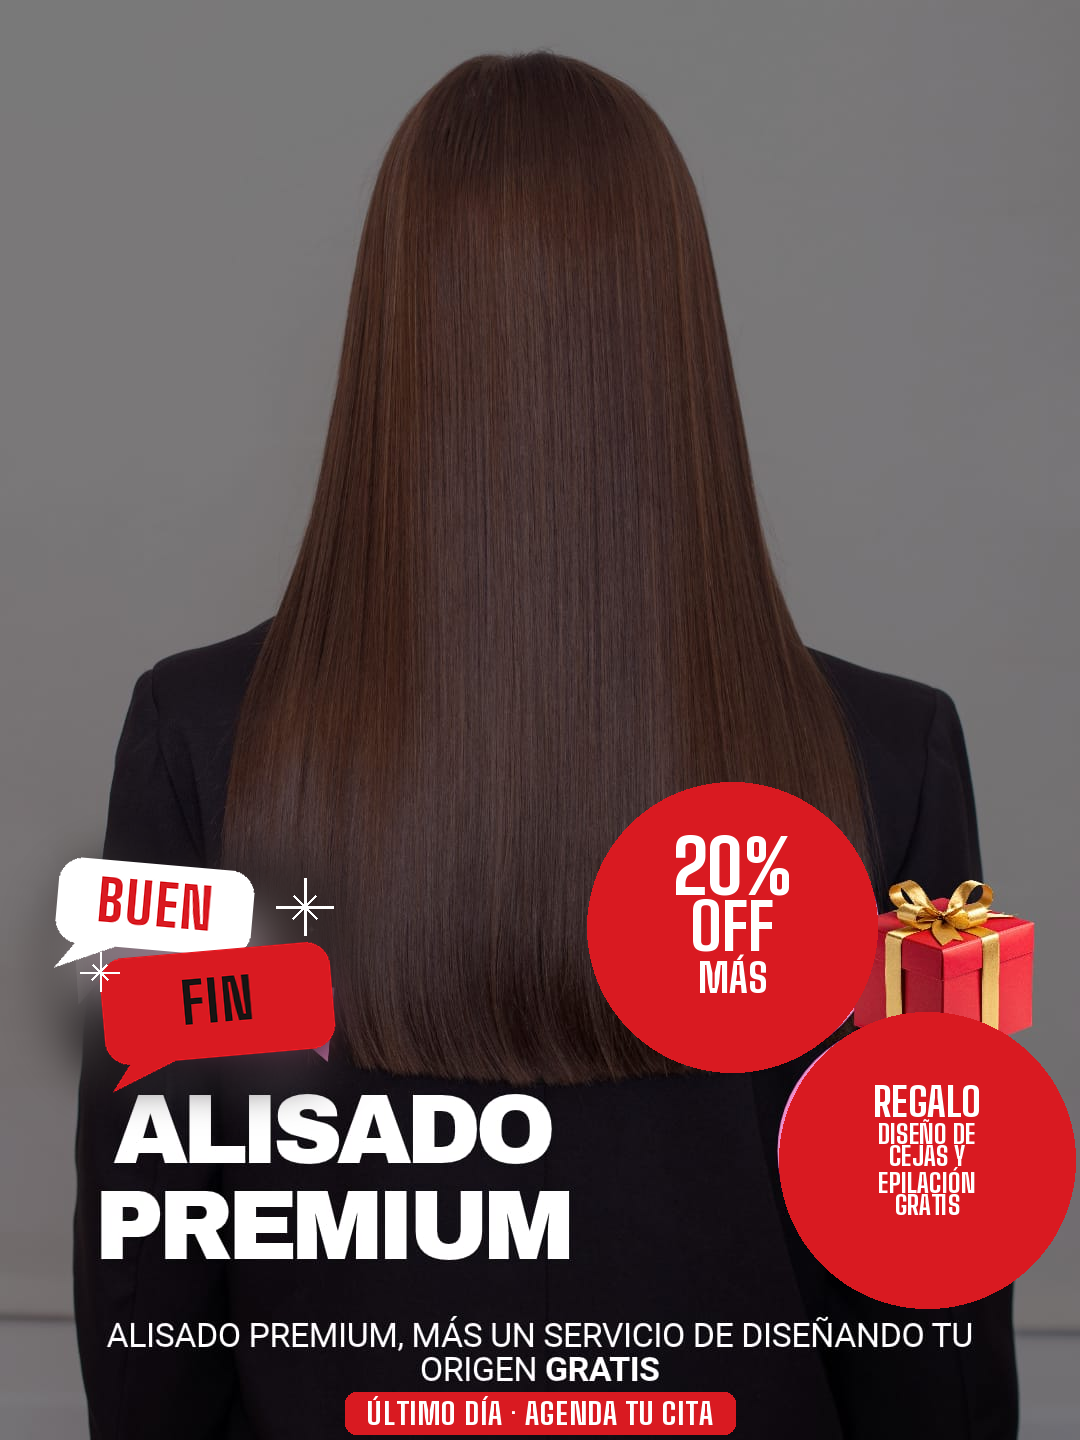 BUEN
FIN
20%
OFF
MÁS
REGALO
DISEÑO DE
CEJAS Y
EPILACIÓN
GRATIS
ALISADO
PREMIUM
ALISADO PREMIUM, MÁS UN SERVICIO DE DISEÑANDO TU
ORIGEN GRATIS
ÚLTIMO DÍA · AGENDA TU CITA